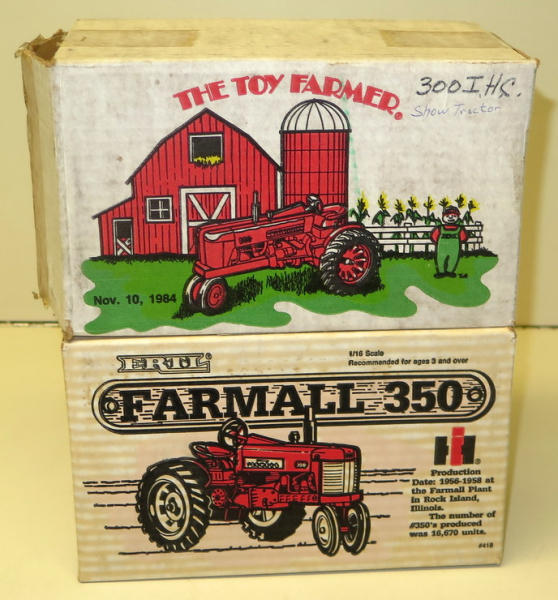 THE TOY FARMER.
300 I.H.C.
Show Tractor
Nov. 10, 1984
ERTL
1/16 Scale
Recommended for ages 3 and over
FARMALL 350
IH
Production
Date: 1956-1958 at
the Farmall Plant
in Rock Island,
Illinois.
The number of
#350's produced
was 16,670 units.
#418
350